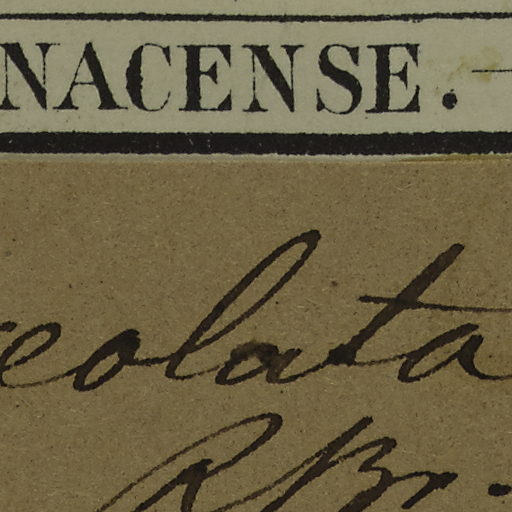 NACENSE.—
eolata
R Br.